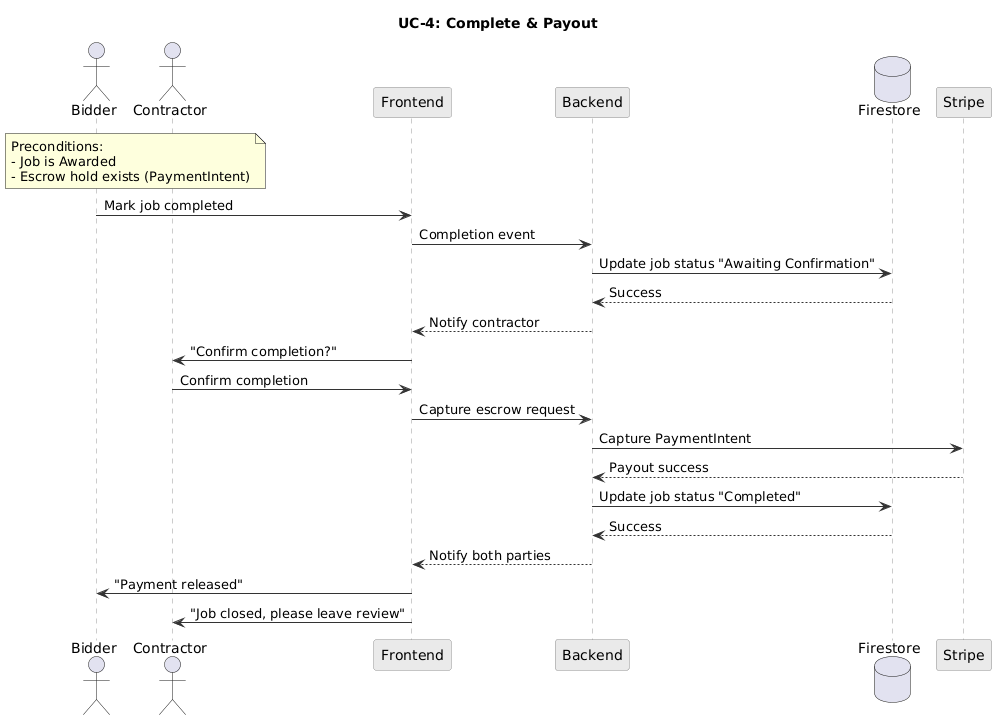 UC-4: Complete & Payout
Bidder
Contractor
Frontend
Backend
Firestore
Stripe
Preconditions:
- Job is Awarded
- Escrow hold exists (PaymentIntent)
Mark job completed
Completion event
Update job status "Awaiting Confirmation"
Success
Notify contractor
"Confirm completion?"
Confirm completion
Capture escrow request
Capture PaymentIntent
Payout success
Update job status "Completed"
Success
Notify both parties
"Payment released"
"Job closed, please leave review"
Bidder
Contractor
Frontend
Backend
Firestore
Stripe